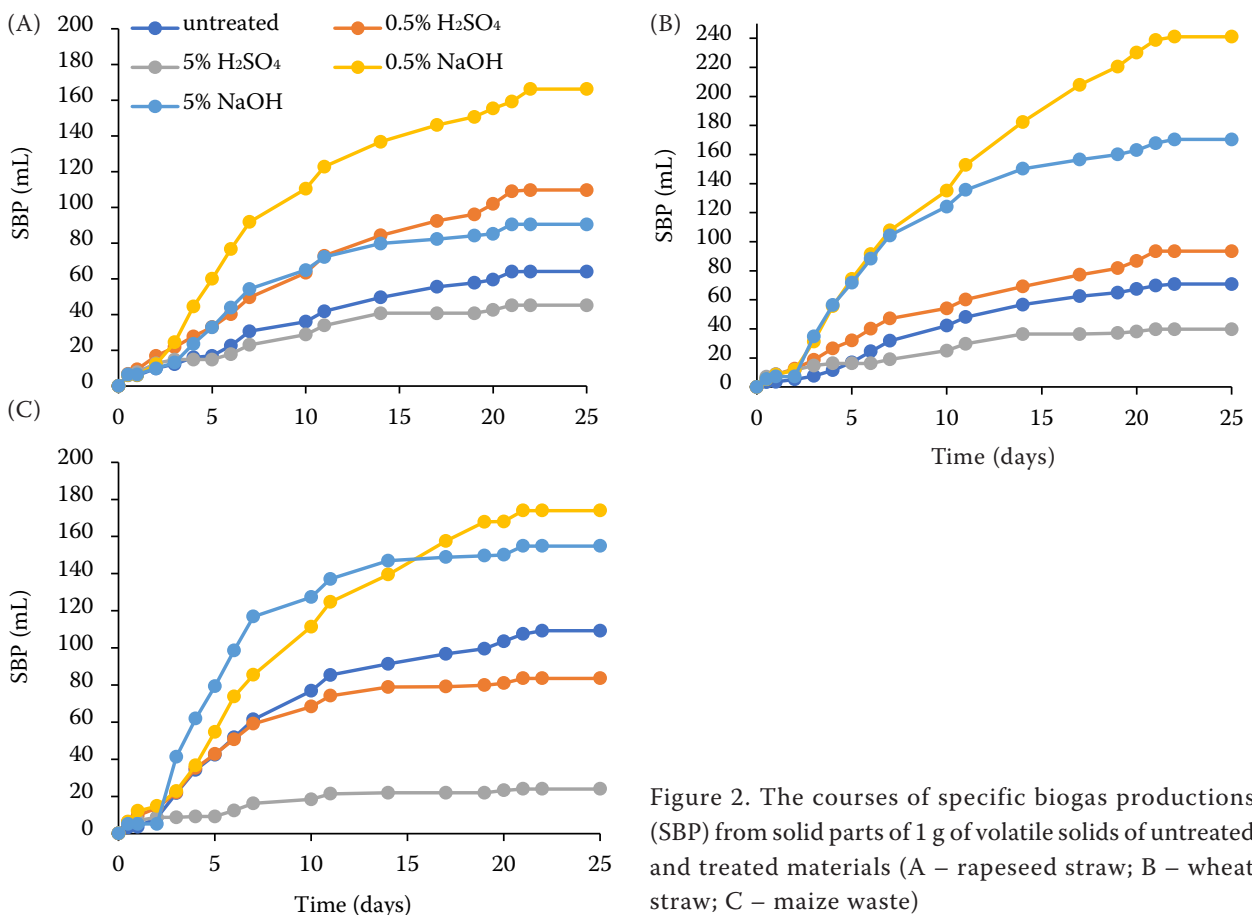 (A)
untreated
0.5% H₂SO₄
5% H₂SO₄
0.5% NaOH
5% NaOH
SBP (mL)
200
180
160
140
120
100
80
60
40
20
0
0 5 10 15 20 25
(B)
SBP (mL)
240
220
200
180
160
140
120
100
80
60
40
20
0
0 5 10 15 20 25
Time (days)
(C)
SBP (mL)
200
180
160
140
120
100
80
60
40
20
0
0 5 10 15 20 25
Time (days)
Figure 2. The courses of specific biogas productions
(SBP) from solid parts of 1 g of volatile solids of untreated
and treated materials (A – rapeseed straw; B – wheat
straw; C – maize waste)